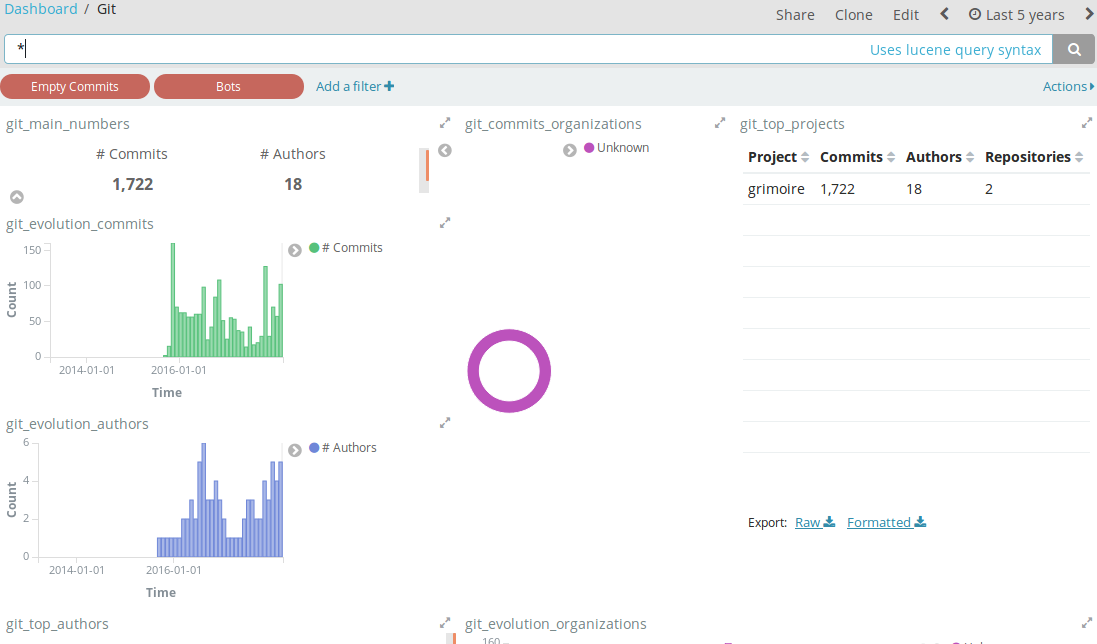 Dashboard / Git
Share Clone Edit Last 5 years
*
Uses lucene query syntax
Empty Commits Bots Add a filter Actions
git_main_numbers
# Commits # Authors
1,722 18
git_commits_organizations
Unknown
git_top_projects
Project Commits Authors Repositories
grimoire 1,722 18 2
Export: Raw Formatted
git_evolution_commits
# Commits
150
100
50
0
Count
2014-01-01 2016-01-01
Time
git_evolution_authors
# Authors
6
4
2
0
Count
2014-01-01 2016-01-01
Time
git_top_authors
git_evolution_organizations
160